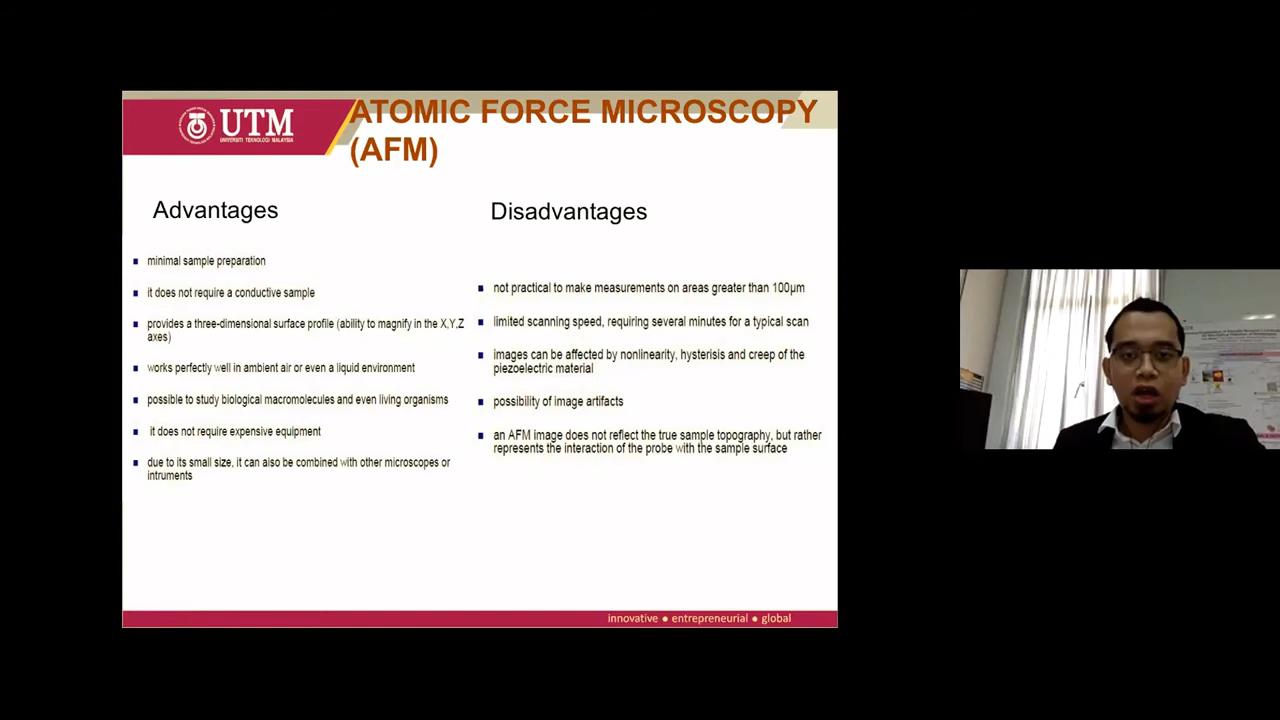 UTM
UNIVERSITI TEKNOLOGI MALAYSIA
ATOMIC FORCE MICROSCOPY
(AFM)
Advantages
minimal sample preparation
it does not require a conductive sample
provides a three-dimensional surface profile (ability to magnify in the X,Y,Z
axes)
works perfectly well in ambient air or even a liquid environment
possible to study biological macromolecules and even living organisms
it does not require expensive equipment
due to its small size, it can also be combined with other microscopes or
intruments
Disadvantages
not practical to make measurements on areas greater than 100μm
limited scanning speed, requiring several minutes for a typical scan
images can be affected by nonlinearity, hysterisis and creep of the
piezoelectric material
possibility of image artifacts
an AFM image does not reflect the true sample topography, but rather
represents the interaction of the probe with the sample surface
innovative ● entrepreneurial ● global